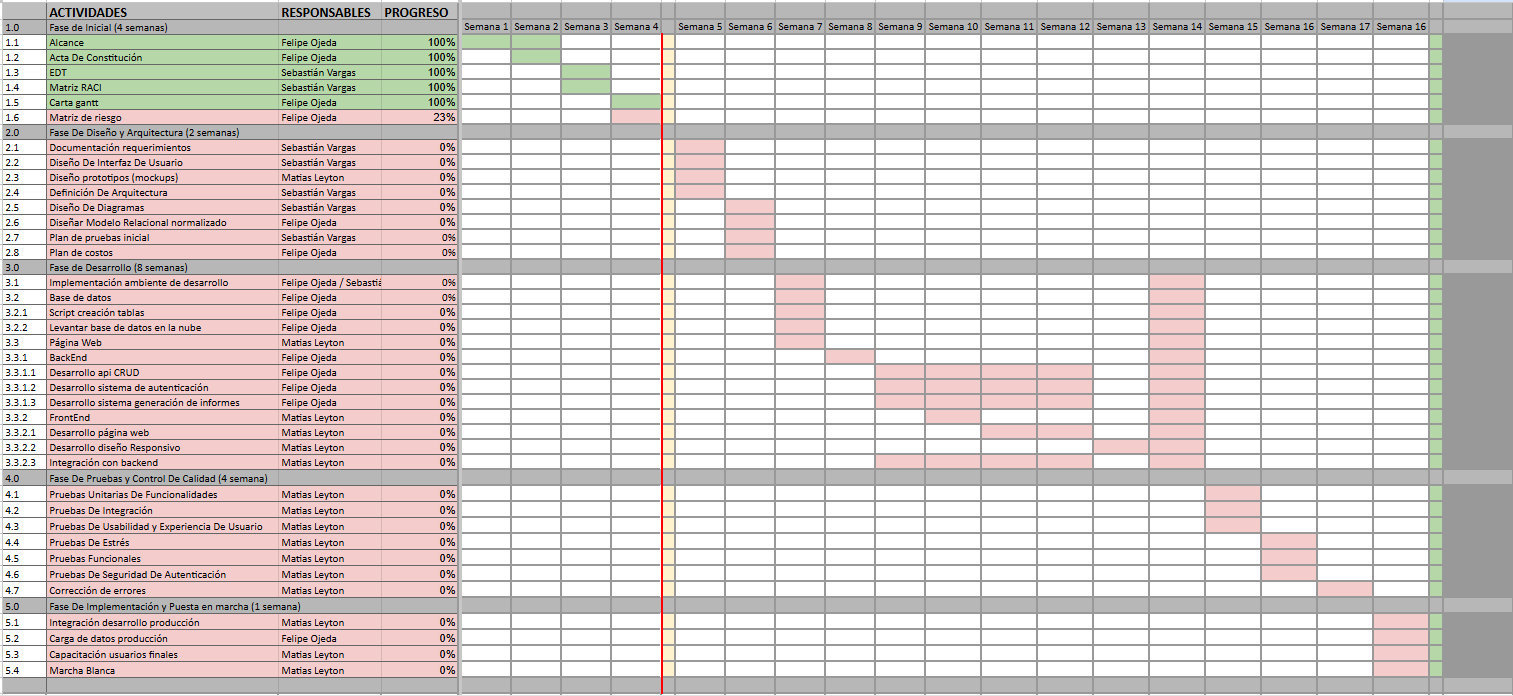 ACTIVIDADES RESPONSABLES PROGRESO
1.0 Fase de Inicial (4 semanas) Semana 1 Semana 2 Semana 3 Semana 4 Semana 5 Semana 6 Semana 7 Semana 8 Semana 9 Semana 10 Semana 11 Semana 12 Semana 13 Semana 14 Semana 15 Semana 16 Semana 17 Semana 16
1.1 Alcance Felipe Ojeda 100%
1.2 Acta De Constitución Felipe Ojeda 100%
1.3 EDT Sebastián Vargas 100%
1.4 Matriz RACI Sebastián Vargas 100%
1.5 Carta gantt Felipe Ojeda 100%
1.6 Matriz de riesgo Felipe Ojeda 23%
2.0 Fase De Diseño y Arquitectura (2 semanas)
2.1 Documentación requerimientos Sebastián Vargas 0%
2.2 Diseño De Interfaz De Usuario Sebastián Vargas 0%
2.3 Diseño prototipos (mockups) Matias Leyton 0%
2.4 Definición De Arquitectura Sebastián Vargas 0%
2.5 Diseño De Diagramas Sebastián Vargas 0%
2.6 Diseñar Modelo Relacional normalizado Felipe Ojeda 0%
2.7 Plan de pruebas inicial Sebastián Vargas 0%
2.8 Plan de costos Felipe Ojeda 0%
3.0 Fase de Desarrollo (8 semanas)
3.1 Implementación ambiente de desarrollo Felipe Ojeda / Sebastiá 0%
3.2 Base de datos Felipe Ojeda 0%
3.2.1 Script creación tablas Felipe Ojeda 0%
3.2.2 Levantar base de datos en la nube Felipe Ojeda 0%
3.3 Página Web Matias Leyton 0%
3.3.1 BackEnd Felipe Ojeda 0%
3.3.1.1 Desarrollo api CRUD Felipe Ojeda 0%
3.3.1.2 Desarrollo sistema de autenticación Felipe Ojeda 0%
3.3.1.3 Desarrollo sistema generación de informes Felipe Ojeda 0%
3.3.2 FrontEnd Matias Leyton 0%
3.3.2.1 Desarrollo página web Matias Leyton 0%
3.3.2.2 Desarrollo diseño Responsivo Matias Leyton 0%
3.3.2.3 Integración con backend Matias Leyton 0%
4.0 Fase De Pruebas y Control De Calidad (4 semana)
4.1 Pruebas Unitarias De Funcionalidades Matias Leyton 0%
4.2 Pruebas De Integración Matias Leyton 0%
4.3 Pruebas De Usabilidad y Experiencia De Usuario Matias Leyton 0%
4.4 Pruebas De Estrés Matias Leyton 0%
4.5 Pruebas Funcionales Matias Leyton 0%
4.6 Pruebas De Seguridad De Autenticación Matias Leyton 0%
4.7 Corrección de errores Matias Leyton 0%
5.0 Fase De Implementación y Puesta en marcha (1 semana)
5.1 Integración desarrollo producción Matias Leyton 0%
5.2 Carga de datos producción Felipe Ojeda 0%
5.3 Capacitación usuarios finales Matias Leyton 0%
5.4 Marcha Blanca Matias Leyton 0%